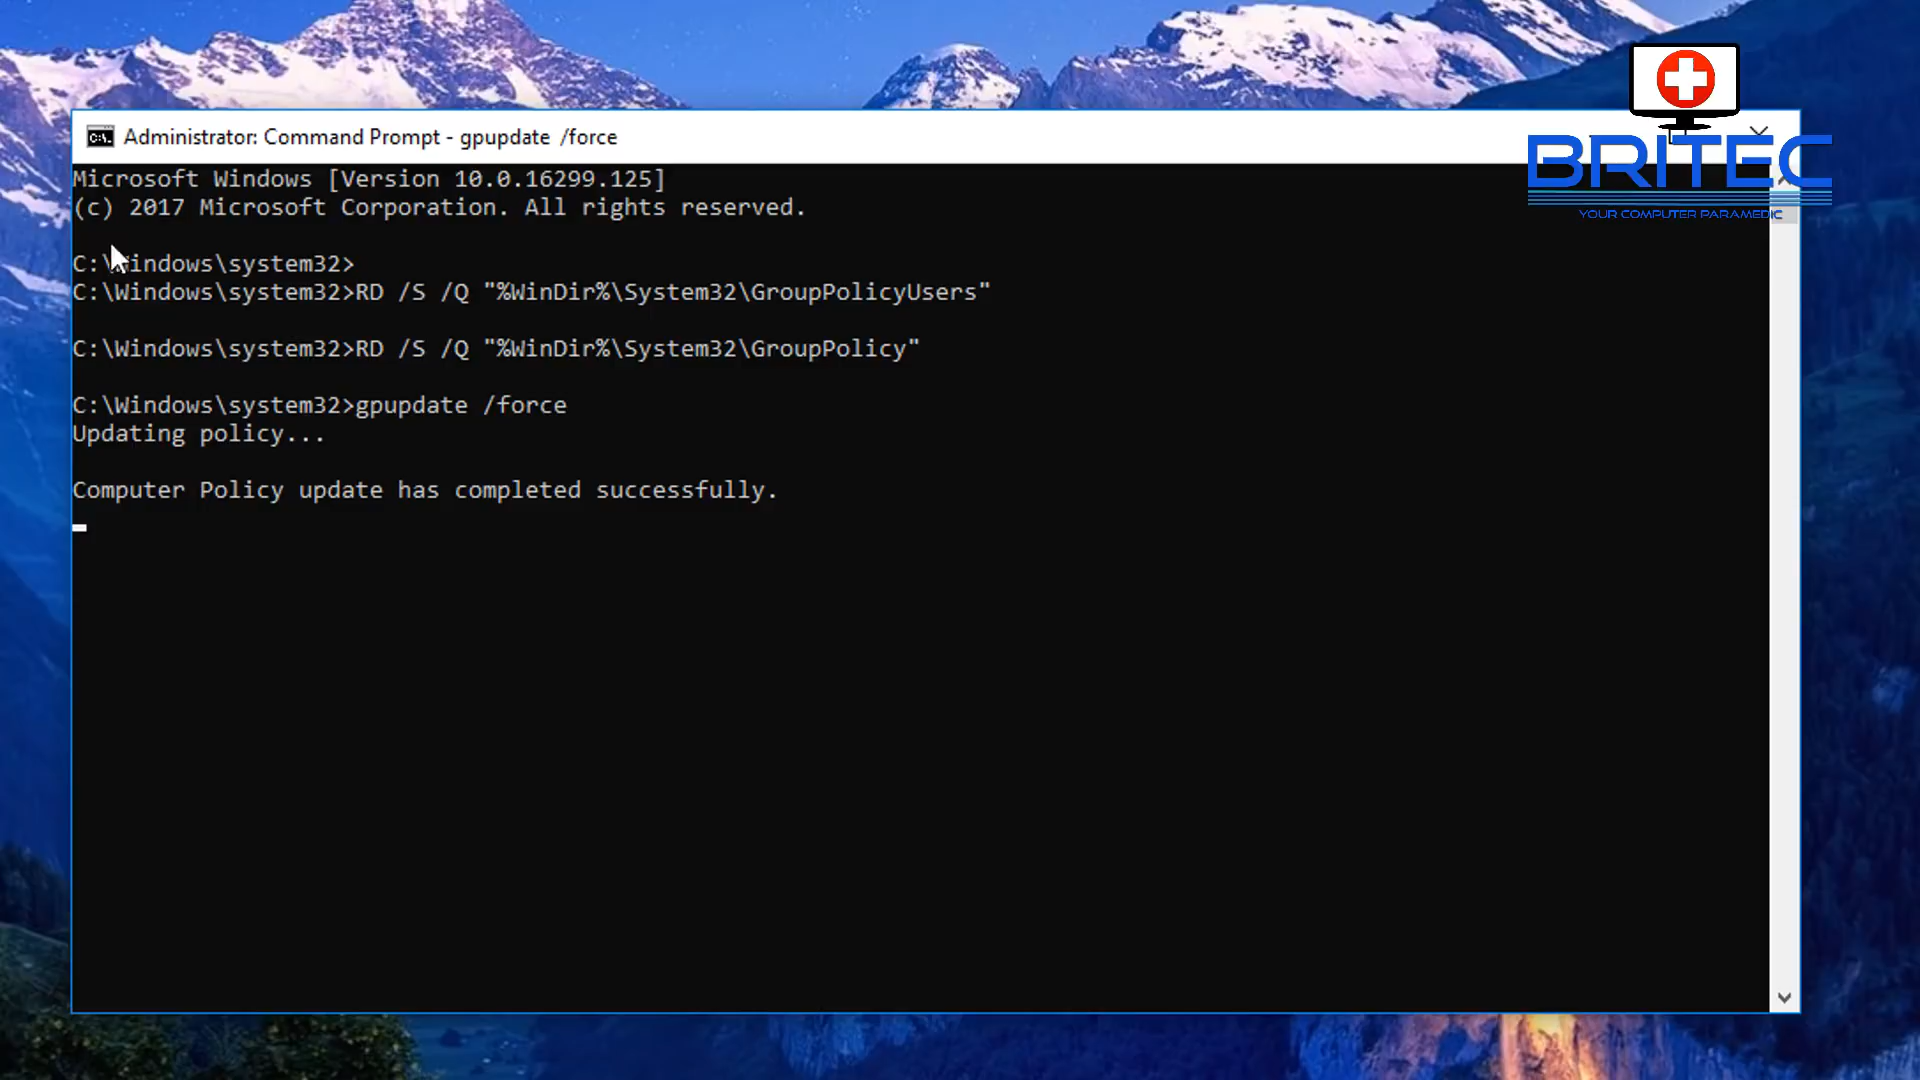 BRITEC
YOUR COMPUTER PARAMEDIC
Administrator: Command Prompt - gpupdate /force
Microsoft Windows [Version 10.0.16299.125]
(c) 2017 Microsoft Corporation. All rights reserved.
C:\Windows\system32>
C:\Windows\system32>RD /S /Q "%WinDir%\System32\GroupPolicyUsers"
C:\Windows\system32>RD /S /Q "%WinDir%\System32\GroupPolicy"
C:\Windows\system32>gpupdate /force
Updating policy...
Computer Policy update has completed successfully.